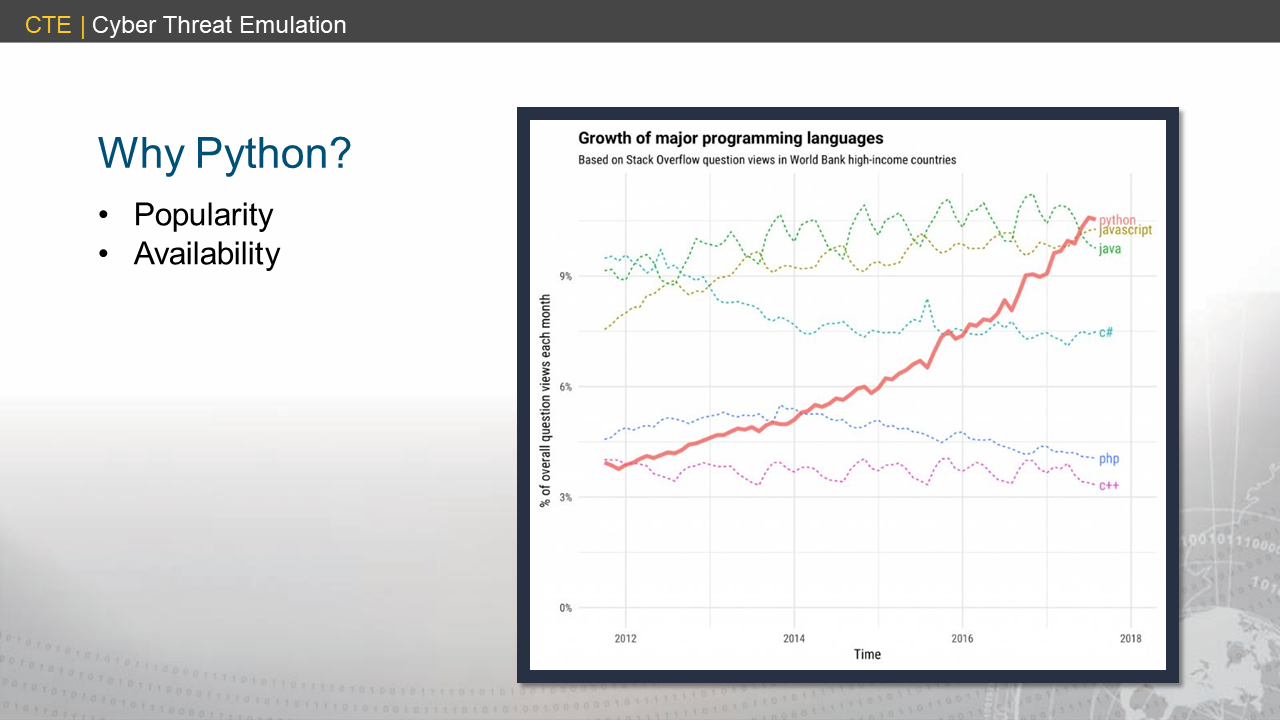 CTE | Cyber Threat Emulation
Why Python?
• Popularity
• Availability
Growth of major programming languages
Based on Stack Overflow question views in World Bank high-income countries
% of overall question views each month
9%
6%
3%
0%
python
javascript
java
c#
php
c++
2012
2014
2016
2018
Time